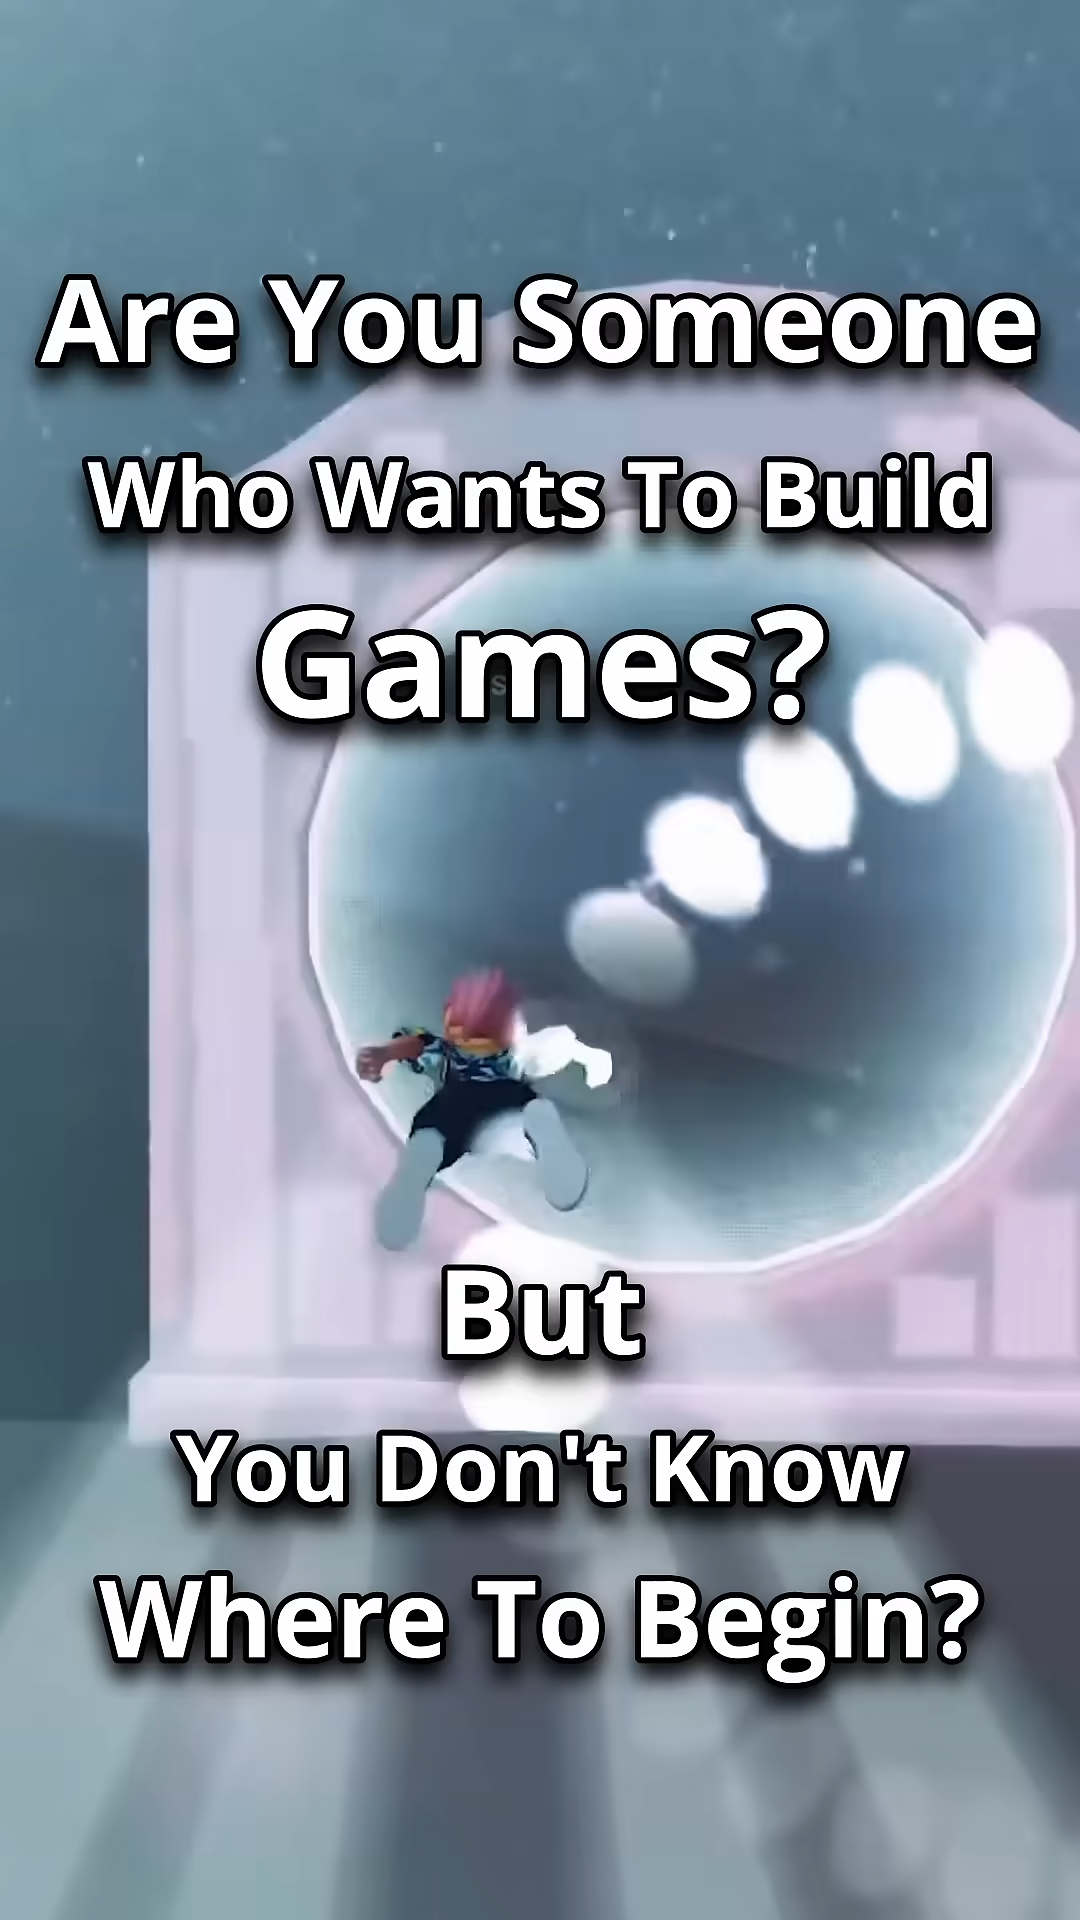 Are You Someone
Who Wants To Build
Games?
But
You Don't Know
Where To Begin?